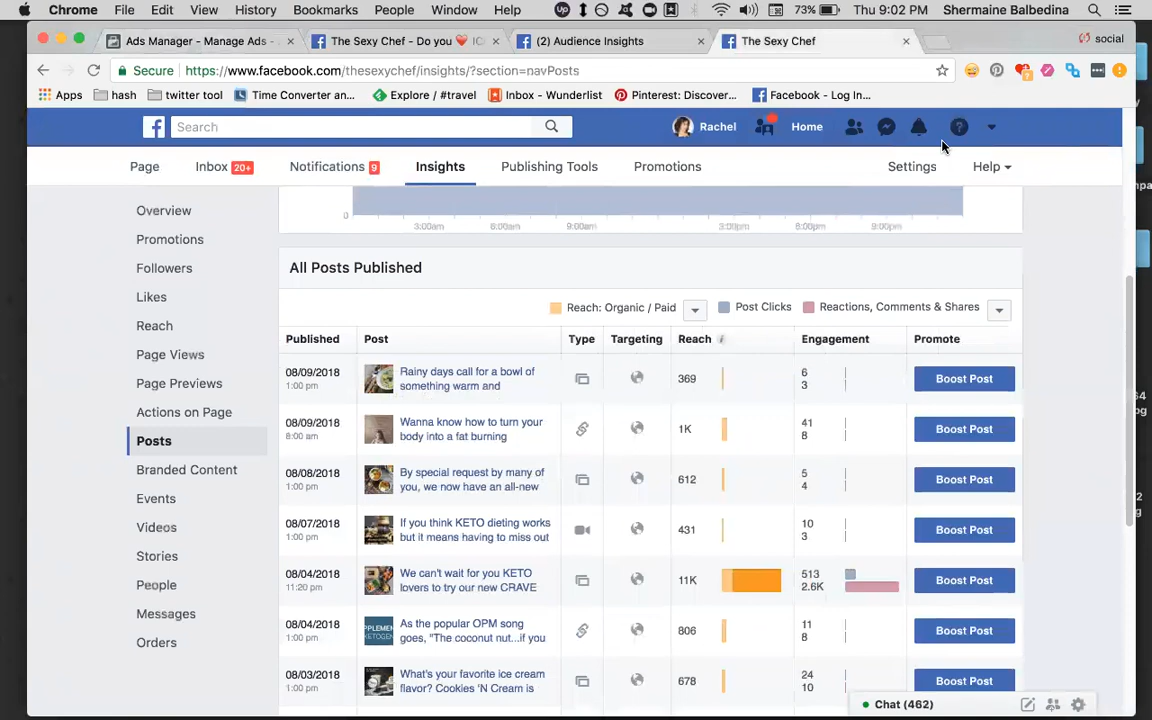 Chrome File Edit View History Bookmarks People Window Help 73% Thu 9:02 PM Shermaine Balbedina
Ads Manager - Manage Ads - The Sexy Chef - Do you ❤️ (2) Audience Insights The Sexy Chef social
Secure https://www.facebook.com/thesexychef/insights/?section=navPosts
Apps hash twitter tool Time Converter an... Explore / #travel Inbox - Wunderlist Pinterest: Discover... Facebook - Log In...
Search Rachel Home
Page Inbox 20+ Notifications 9 Insights Publishing Tools Promotions Settings Help
Overview
Promotions
Followers
Likes
Reach
Page Views
Page Previews
Actions on Page
Posts
Branded Content
Events
Videos
Stories
People
Messages
Orders
0
3:00am 6:00am 9:00am 3:00pm 6:00pm 9:00pm
All Posts Published
Reach: Organic / Paid Post Clicks Reactions, Comments & Shares
Published Post Type Targeting Reach Engagement Promote
08/09/2018 Rainy days call for a bowl of 369 6 Boost Post
1:00 pm something warm and 3
08/09/2018 Wanna know how to turn your 1K 41 Boost Post
8:00 am body into a fat burning 8
08/08/2018 By special request by many of 612 5 Boost Post
1:00 pm you, we now have an all-new 4
08/07/2018 If you think KETO dieting works 431 10 Boost Post
1:00 pm but it means having to miss out 3
08/04/2018 We can't wait for you KETO 11K 513 Boost Post
11:20 pm lovers to try our new CRAVE 2.6K
08/04/2018 As the popular OPM song 806 11 Boost Post
1:00 pm goes, "The coconut nut...if you 8
08/03/2018 What's your favorite ice cream 678 24 Boost Post
1:00 pm flavor? Cookies 'N Cream is 10
Chat (462)